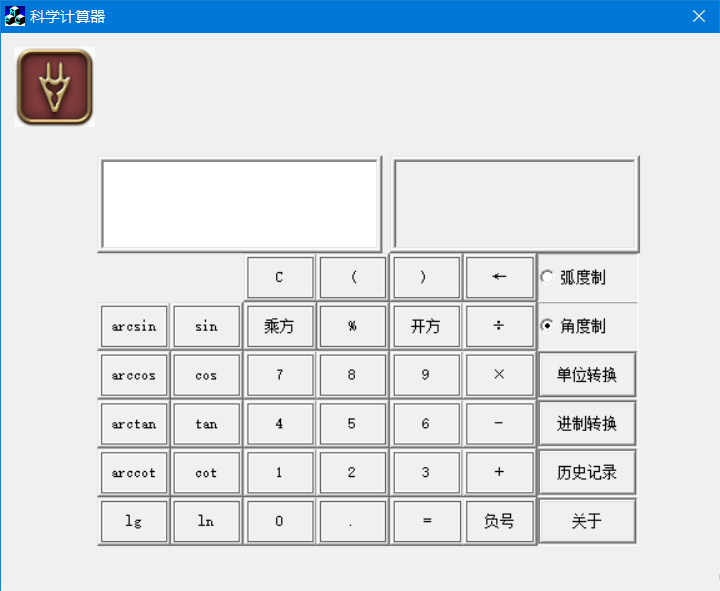 科学计算器
C ( ) ← 弧度制
arcsin sin 乘方 % 开方 ÷ 角度制
arccos cos 7 8 9 × 单位转换
arctan tan 4 5 6 - 进制转换
arccot cot 1 2 3 + 历史记录
lg ln 0 . = 负号 关于